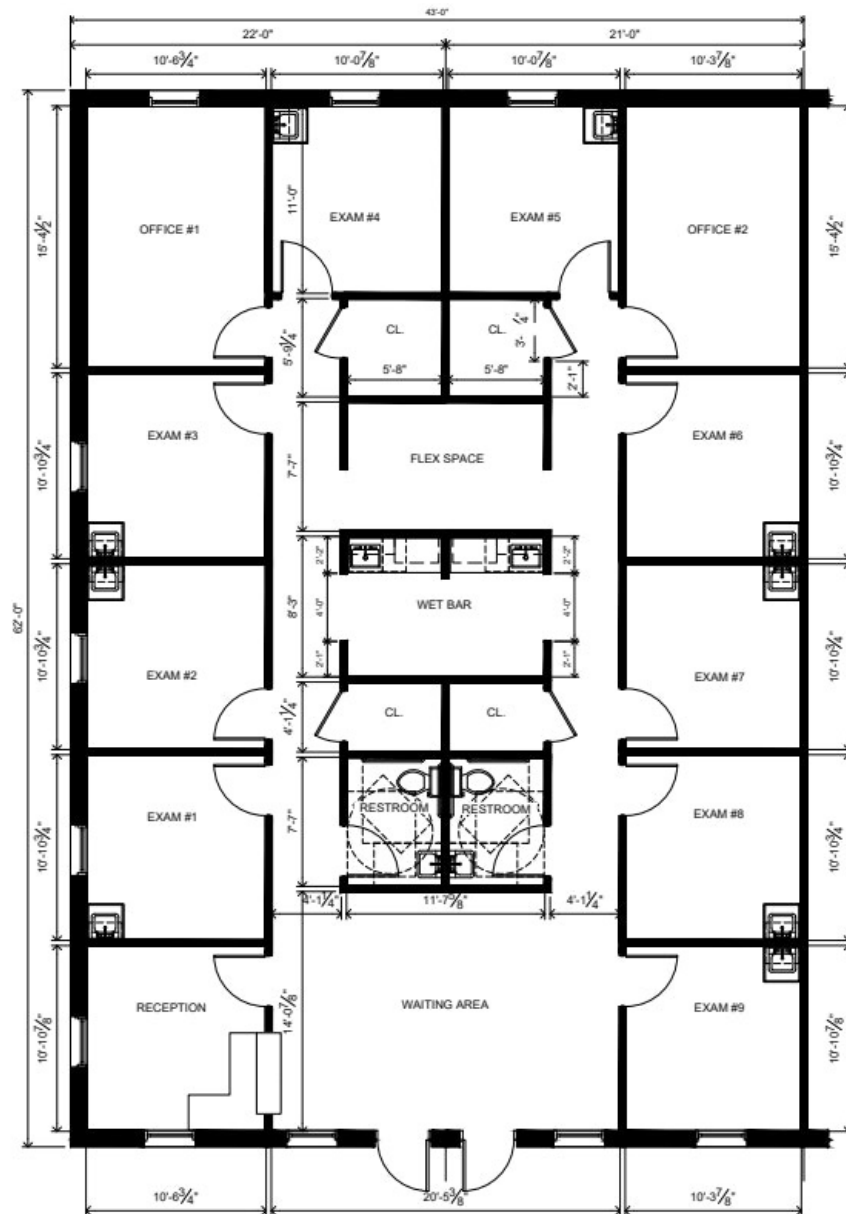 43'-0"
22'-0" 21'-0"
10'-6¾" 10'-0⅞" 10'-0⅞" 10'-3⅞"
62'-0"
15'-4½" 11'-0" 15'-4½"
OFFICE #1 EXAM #4 EXAM #5 OFFICE #2
5'-9¼" CL. CL. 2'-1"
5'-8" 5'-8"
10'-10¾" EXAM #3 7'-7" FLEX SPACE EXAM #6 10'-10¾"
2'-2" 2'-2"
8'-3" 4'-0" WET BAR 4'-0"
2'-1" 2'-1"
10'-10¾" EXAM #2 EXAM #7 10'-10¾"
4'-1¼" CL. CL.
10'-10¾" EXAM #1 7'-7" RESTROOM RESTROOM EXAM #8 10'-10¾"
4'-1¼" 11'-7⅞" 4'-1¼"
10'-10⅞" RECEPTION 14'-0⅞" WAITING AREA EXAM #9 10'-10⅞"
10'-6¾" 20'-5⅜" 10'-3⅞"